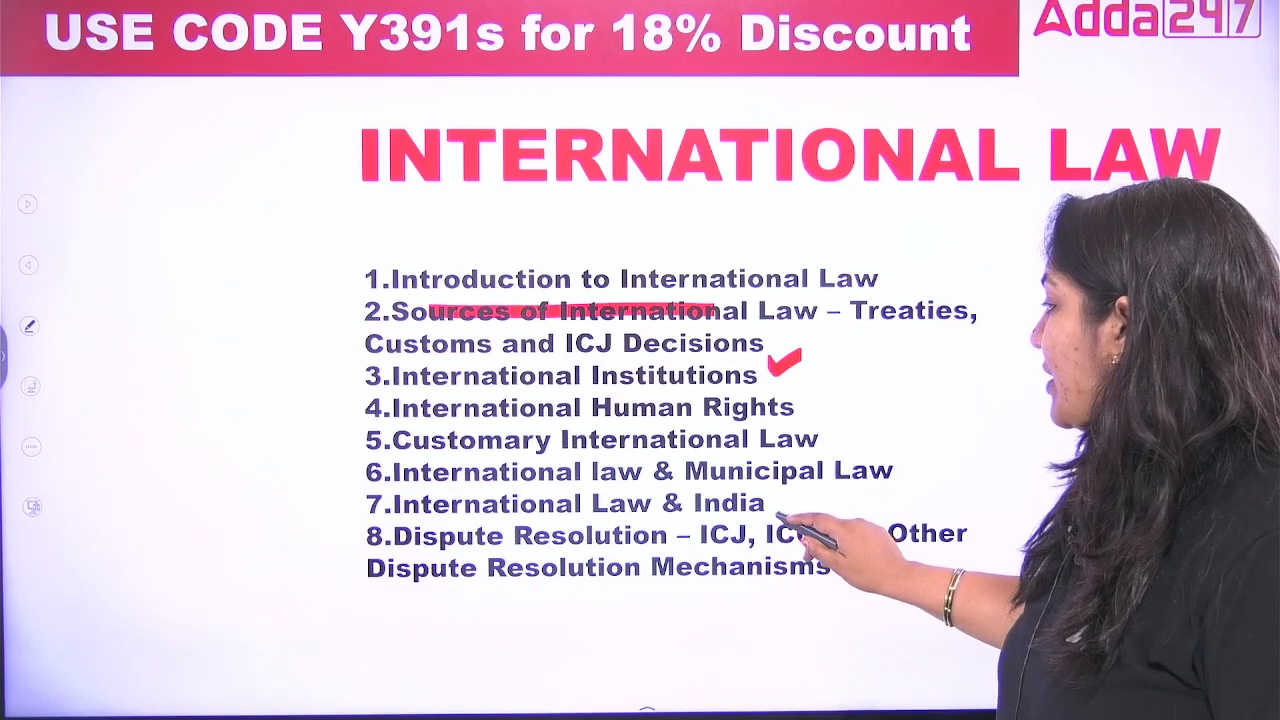 USE CODE Y391s for 18% Discount
Adda247
INTERNATIONAL LAW
1.Introduction to International Law
2.Sources of International Law – Treaties,
Customs and ICJ Decisions
3.International Institutions
4.International Human Rights
5.Customary International Law
6.International law & Municipal Law
7.International Law & India
8.Dispute Resolution – ICJ, Other
Dispute Resolution Mechanisms